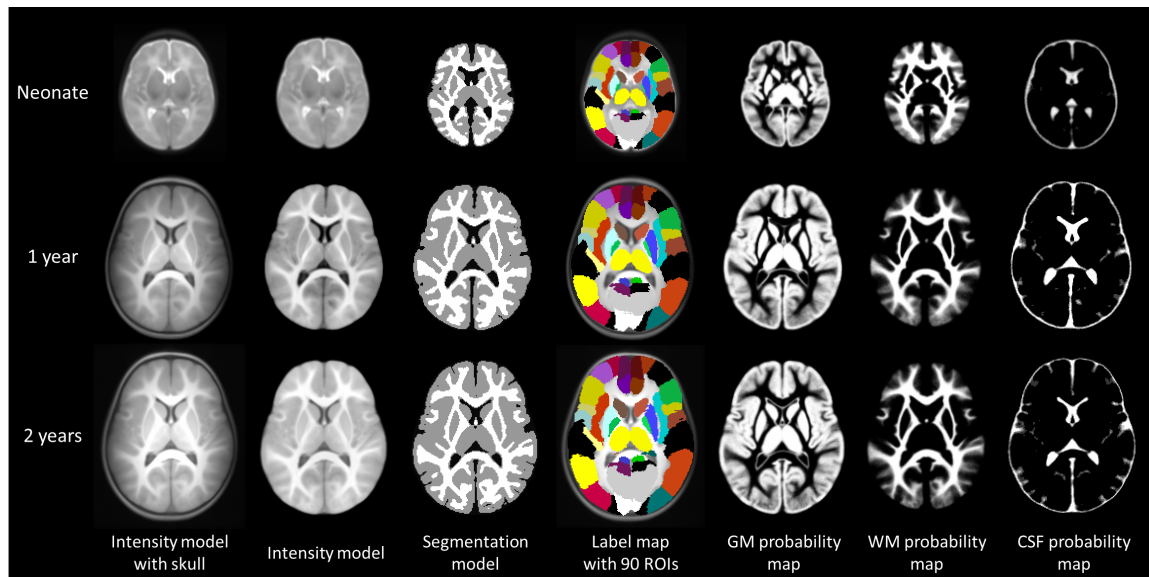 Neonate
1 year
2 years
Intensity model
with skull
Intensity model
Segmentation
model
Label map
with 90 ROIs
GM probability
map
WM probability
map
CSF probability
map